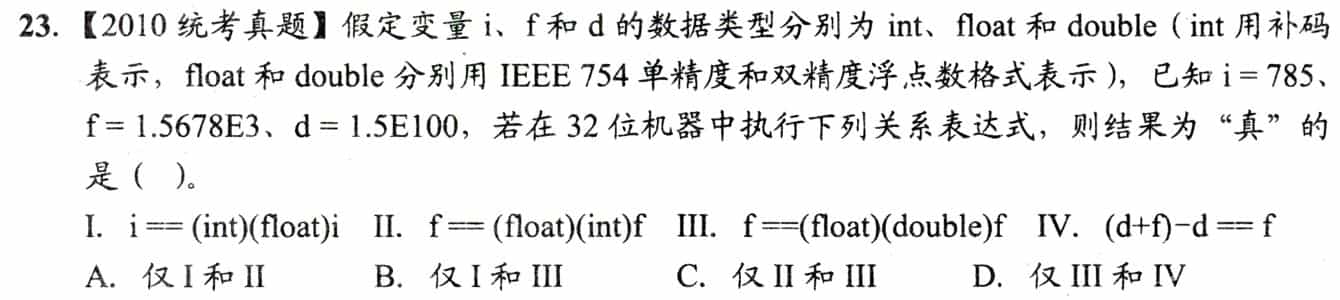 23. 【2010 统考真题】假定变量 i、f 和 d 的数据类型分别为 int、float 和 double（int 用补码
表示，float 和 double 分别用 IEEE 754 单精度和双精度浮点数格式表示），已知 i = 785、
f = 1.5678E3、d = 1.5E100，若在 32 位机器中执行下列关系表达式，则结果为“真”的
是（ ）。
I. i == (int)(float)i II. f == (float)(int)f III. f ==(float)(double)f IV. (d+f)-d == f
A. 仅 I 和 II B. 仅 I 和 III C. 仅 II 和 III D. 仅 III 和 IV